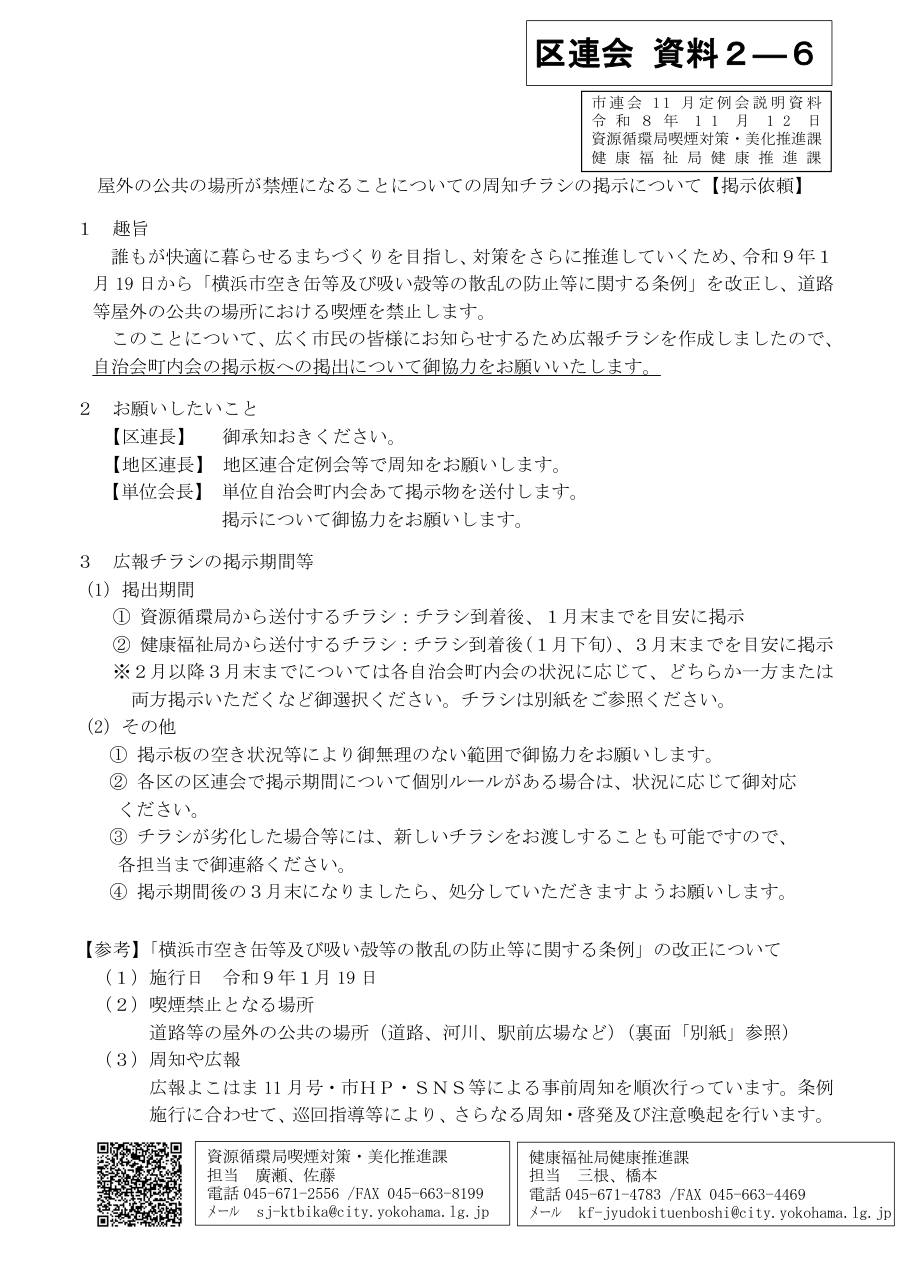 区連会 資料２―６
市連会 11 月定例会説明資料
令和８年１１月１２日
資源循環局喫煙対策・美化推進課
健康福祉局健康推進課
屋外の公共の場所が禁煙になることについての周知チラシの掲示について【掲示依頼】
１　趣旨
誰もが快適に暮らせるまちづくりを目指し、対策をさらに推進していくため、令和９年１
月 19 日から「横浜市空き缶等及び吸い殻等の散乱の防止等に関する条例」を改正し、道路
等屋外の公共の場所における喫煙を禁止します。
このことについて、広く市民の皆様にお知らせするため広報チラシを作成しましたので、
自治会町内会の掲示板への掲出について御協力をお願いいたします。
２　お願いしたいこと
【区連長】　御承知おきください。
【地区連長】　地区連合定例会等で周知をお願いします。
【単位会長】　単位自治会町内会あて掲示物を送付します。
掲示について御協力をお願いします。
３　広報チラシの掲示期間等
(1) 掲出期間
① 資源循環局から送付するチラシ：チラシ到着後、１月末までを目安に掲示
② 健康福祉局から送付するチラシ：チラシ到着後（１月下旬）、３月末までを目安に掲示
※２月以降３月末までについては各自治会町内会の状況に応じて、どちらか一方または
両方掲示いただくなど御選択ください。チラシは別紙をご参照ください。
(2) その他
① 掲示板の空き状況等により御無理のない範囲で御協力をお願いします。
② 各区の区連会で掲示期間について個別ルールがある場合は、状況に応じて御対応
ください。
③ チラシが劣化した場合等には、新しいチラシをお渡しすることも可能ですので、
各担当まで御連絡ください。
④ 掲示期間後の３月末になりましたら、処分していただきますようお願いします。
【参考】「横浜市空き缶等及び吸い殻等の散乱の防止等に関する条例」の改正について
（１）施行日　令和９年１月 19 日
（２）喫煙禁止となる場所
道路等の屋外の公共の場所（道路、河川、駅前広場など）（裏面「別紙」参照）
（３）周知や広報
広報よこはま 11 月号・市ＨＰ・ＳＮＳ等による事前周知を順次行っています。条例
施行に合わせて、巡回指導等により、さらなる周知・啓発及び注意喚起を行います。
資源循環局喫煙対策・美化推進課
担当　廣瀬、佐藤
電話 045-671-2556 /FAX 045-663-8199
ﾒｰﾙ sj-ktbika@city.yokohama.lg.jp
健康福祉局健康推進課
担当　三根、橋本
電話 045-671-4783 /FAX 045-663-4469
ﾒｰﾙ kf-jyudokituenboshi@city.yokohama.lg.jp